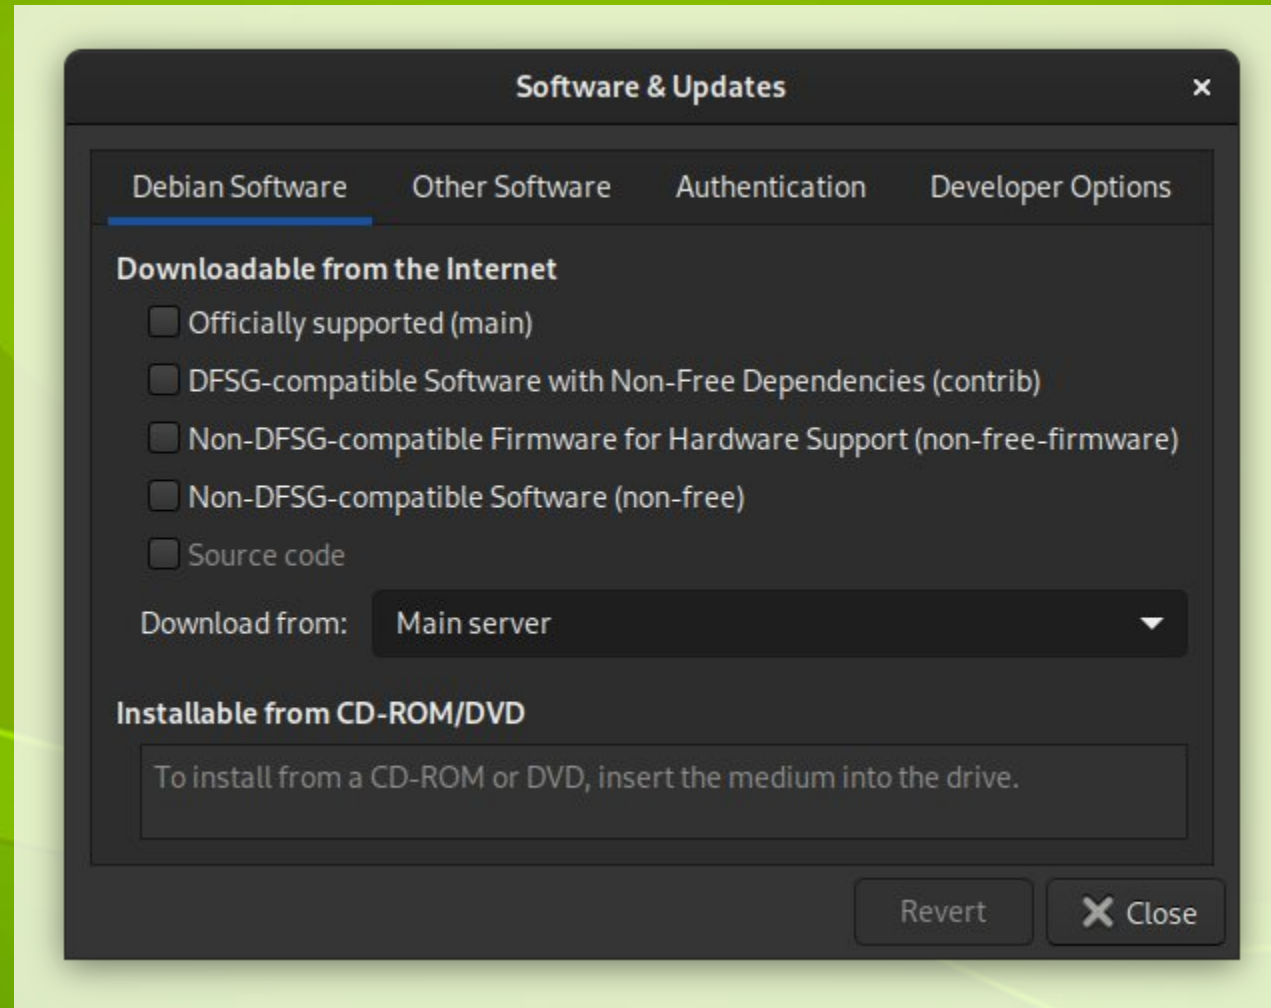 Software & Updates
Debian Software Other Software Authentication Developer Options
Downloadable from the Internet
Officially supported (main)
DFSG-compatible Software with Non-Free Dependencies (contrib)
Non-DFSG-compatible Firmware for Hardware Support (non-free-firmware)
Non-DFSG-compatible Software (non-free)
Source code
Download from: Main server
Installable from CD-ROM/DVD
To install from a CD-ROM or DVD, insert the medium into the drive.
Revert Close